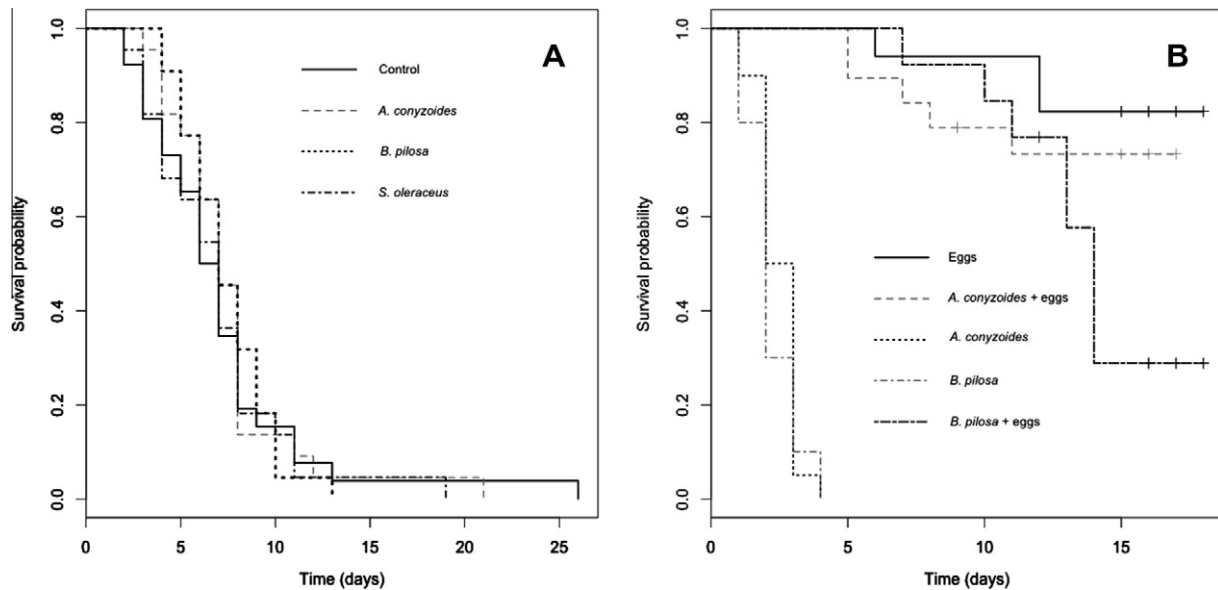 A
Survival probability
1.0
0.8
0.6
0.4
0.2
0.0
Control
A. conyzoides
B. pilosa
S. oleraceus
0 5 10 15 20 25
Time (days)
B
Survival probability
1.0
0.8
0.6
0.4
0.2
0.0
Eggs
A. conyzoides + eggs
A. conyzoides
B. pilosa
B. pilosa + eggs
0 5 10 15
Time (days)